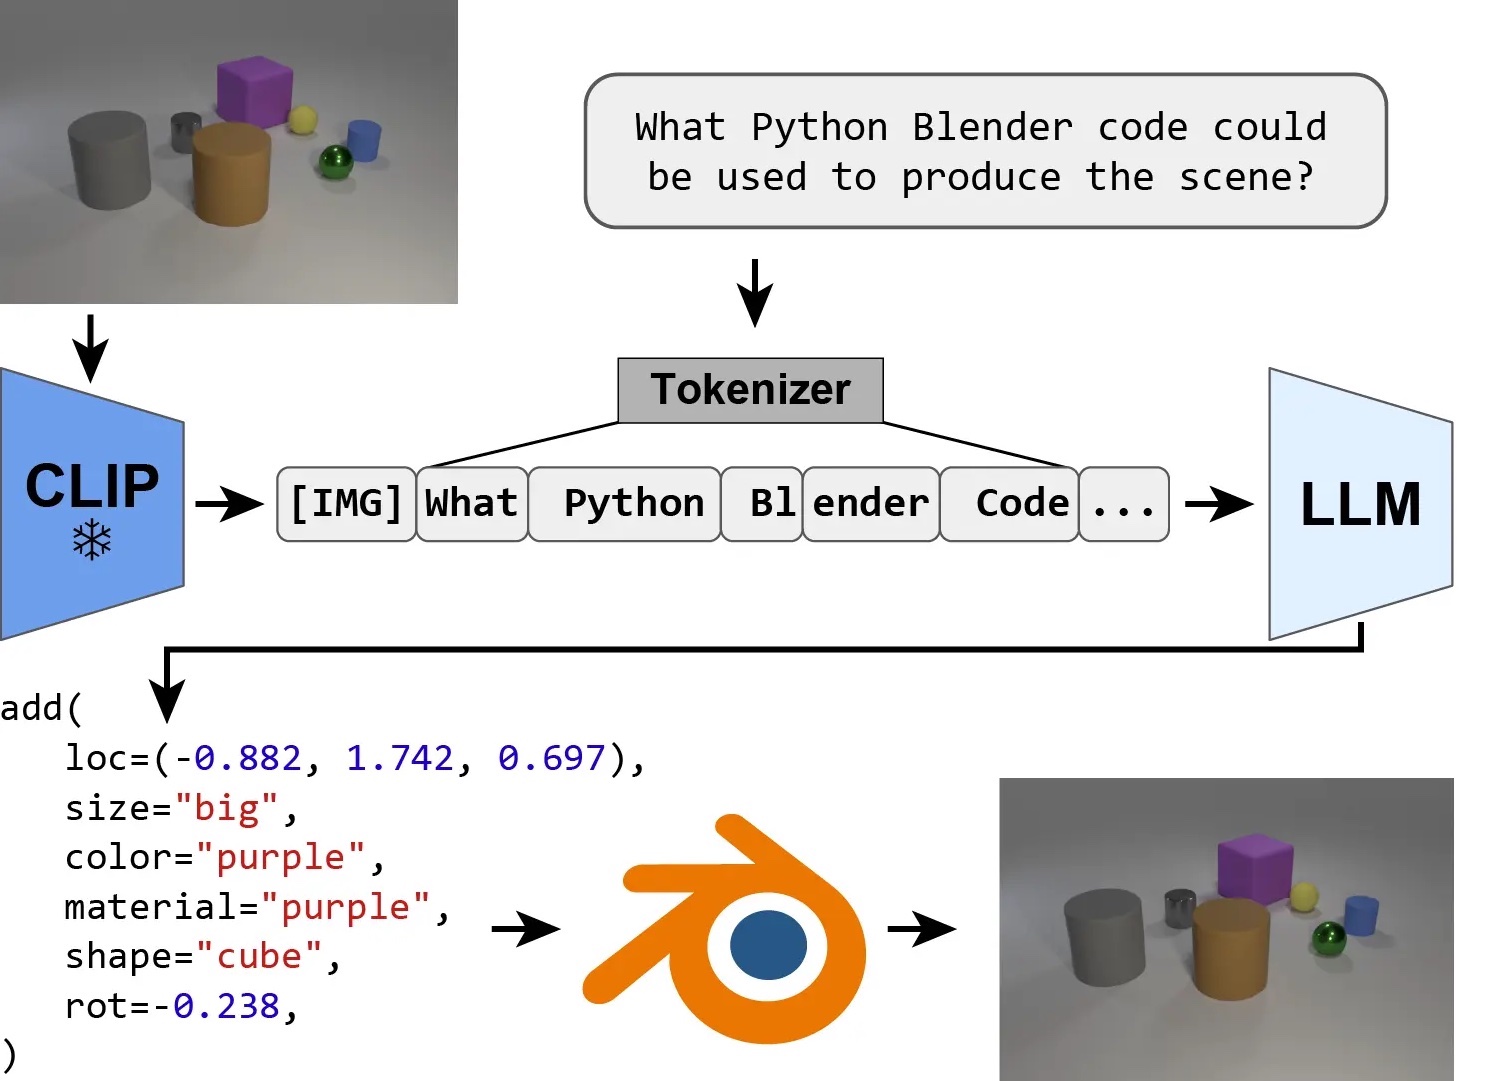 What Python Blender code could
be used to produce the scene?
Tokenizer
CLIP
[IMG] What Python Bl ender Code ...
LLM
add(
loc=(-0.882, 1.742, 0.697),
size="big",
color="purple",
material="purple",
shape="cube",
rot=-0.238,
)